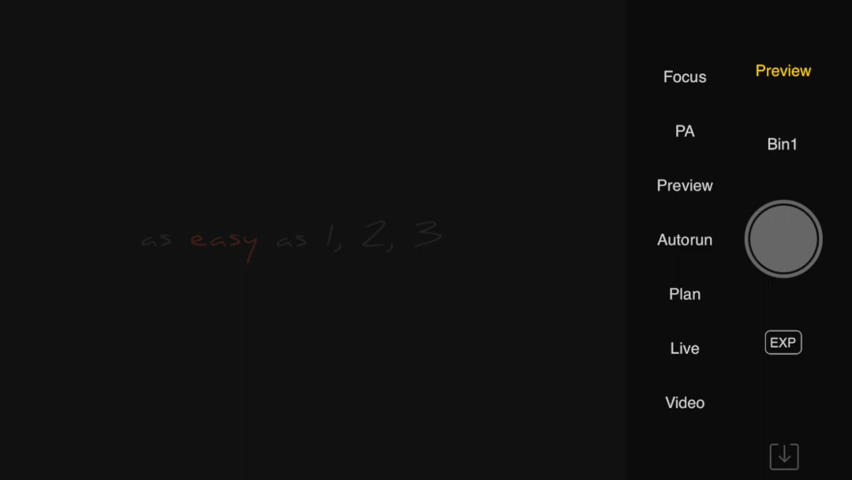 Preview
Focus
PA
Bin1
Preview
as easy as 1, 2, 3
Autorun
Plan
EXP
Live
Video